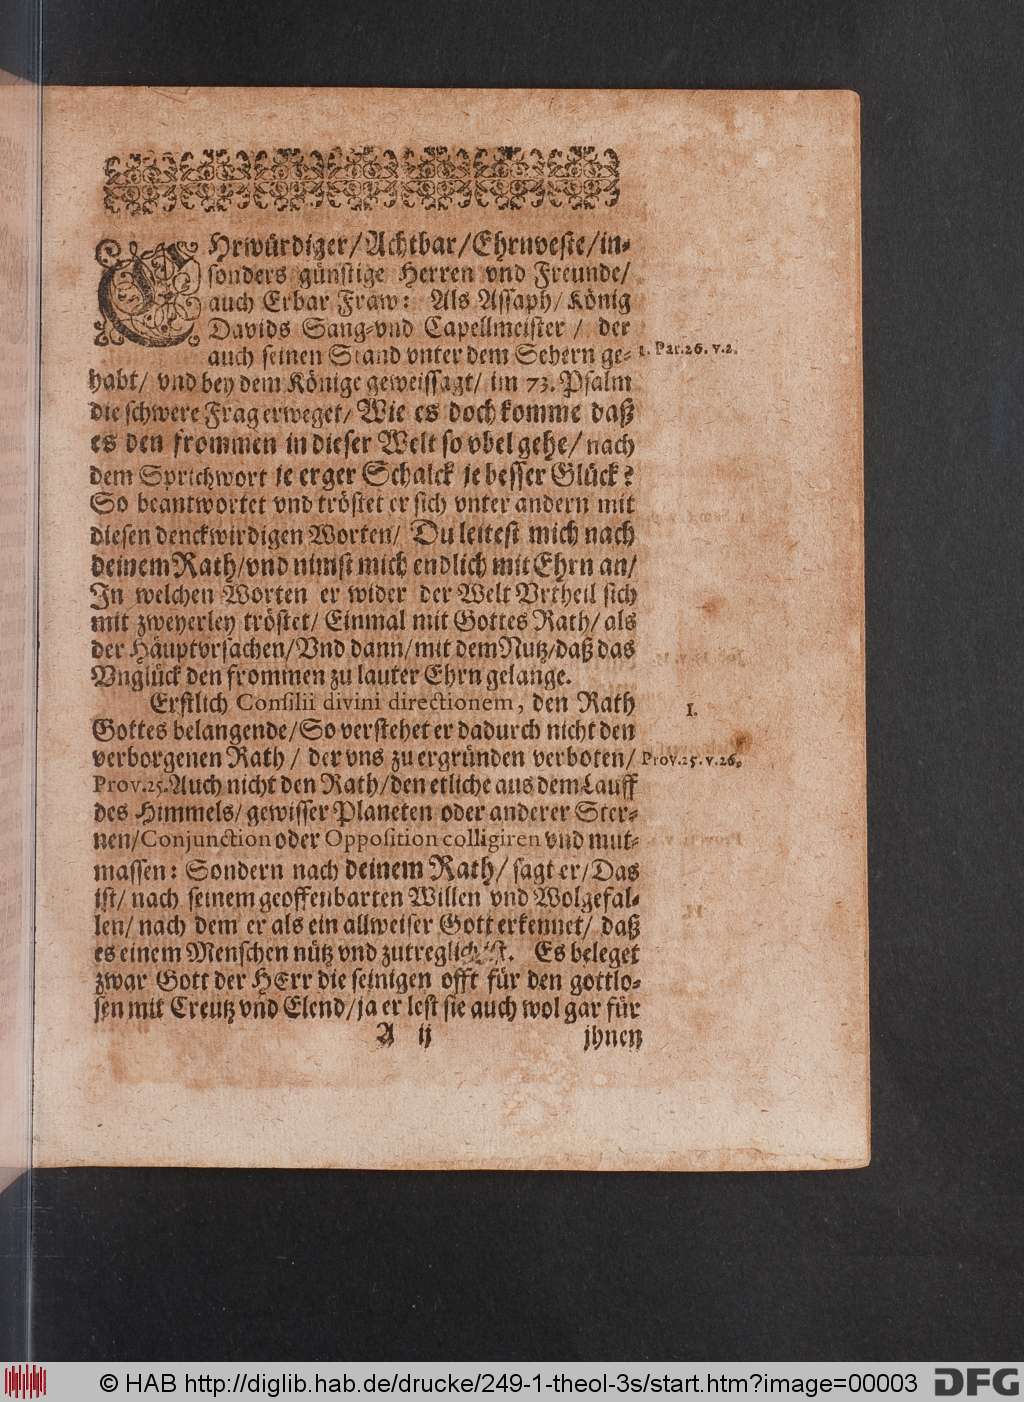 EHrwürdiger/Achtbar/Ehrnveste/in-
sonders günstige Herren vnd Freunde/
auch Erbar Fraw: Als Assaph/König
Davids Sang-vnd Capellmeister / der
auch seinen Stand vnter dem Sehern ge-
1. Par.26. v.2.
habt/ vnd bey dem Könige geweissagt/ im 73. Psalm
die schwere Frag erweget/ Wie es doch komme daß
es den frommen in dieser Welt so vbel gehe/ nach
dem Sprichwort je erger Schalck je besser Glück?
So beantwortet vnd tröstet er sich vnter andern mit
diesen denckwirdigen Worten/ Du leitest mich nach
deinem Rath/vnd nimst mich endlich mit Ehrn an/
In welchen Worten er wider der Welt Vrtheil sich
mit zweyerley tröstet/ Einmal mit Gottes Rath/ als
der Häuptvrsachen/Vnd dann/mit dem Nutz/daß das
Vnglück den frommen zu lauter Ehrn gelange.
Erstlich Consilii divini directionem, den Rath
I.
Gottes belangende/So verstehet er dadurch nicht den
verborgenen Rath / der vns zu ergründen verboten/
Prov.25.v.26.
Prov.25.Auch nicht den Rath/den etliche aus dem Lauff
des Himmels/ gewisser Planeten oder anderer Ster-
nen/Conjunction oder Opposition colligiren vnd mut-
massen: Sondern nach deinem Rath/ sagt er/Das
ist/ nach seinem geoffenbarten Willen vnd Wolgefal-
len/ nach dem er als ein allweiser Gott erkennet/ daß
es einem Menschen nütz vnd zutreglich ist. Es beleget
zwar Gott der HErr die seinigen offt für den gottlo-
sen mit Creutz vnd Elend/ja er lest sie auch wol gar für
A ij jhnen
© HAB http://diglib.hab.de/drucke/249-1-theol-3s/start.htm?image=00003
DFG